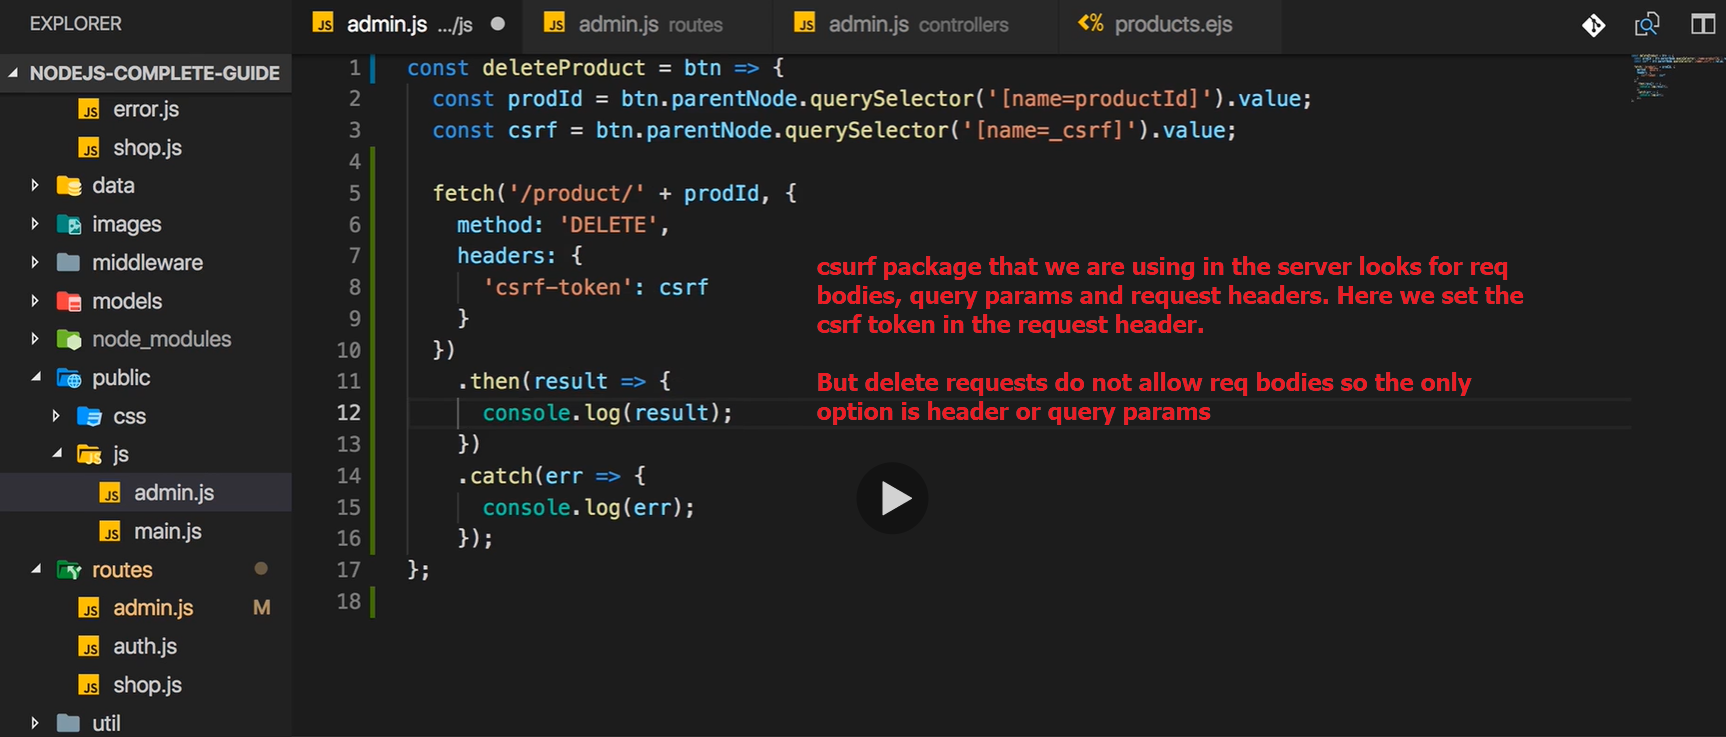 EXPLORER
NODEJS-COMPLETE-GUIDE
JS error.js
JS shop.js
data
images
middleware
models
node_modules
public
css
js
JS admin.js
JS main.js
routes
JS admin.js M
JS auth.js
JS shop.js
util
JS admin.js .../js
JS admin.js routes
JS admin.js controllers
<% products.ejs
1 const deleteProduct = btn => {
2 const prodId = btn.parentNode.querySelector('[name=productId]').value;
3 const csrf = btn.parentNode.querySelector('[name=_csrf]').value;
4
5 fetch('/product/' + prodId, {
6 method: 'DELETE',
7 headers: {
8 'csrf-token': csrf
9 }
10 })
11 .then(result => {
12 console.log(result);
13 })
14 .catch(err => {
15 console.log(err);
16 });
17 };
18
csurf package that we are using in the server looks for req
bodies, query params and request headers. Here we set the
csrf token in the request header.
But delete requests do not allow req bodies so the only
option is header or query params